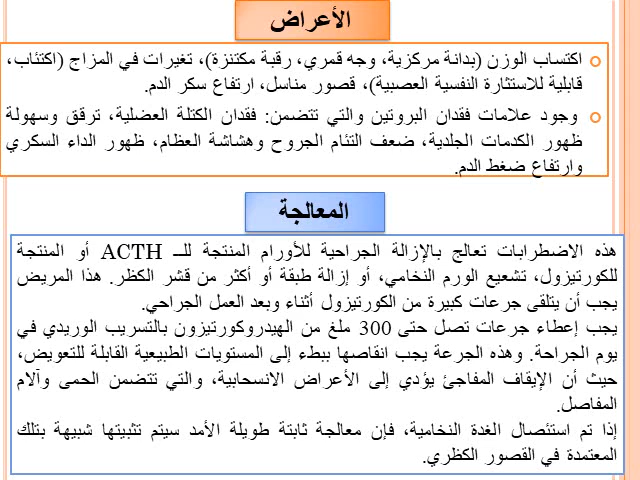 الأعراض
اكتساب الوزن (بدانة مركزية، وجه قمري، رقبة مكتنزة)، تغيرات في المزاج (اكتئاب،
قابلية للاستثارة النفسية العصبية)، قصور مناسل، ارتفاع سكر الدم.
وجود علامات فقدان البروتين والتي تتضمن: فقدان الكتلة العضلية، ترقق وسهولة
ظهور الكدمات الجلدية، ضعف التئام الجروح وهشاشة العظام، ظهور الداء السكري
وارتفاع ضغط الدم.
المعالجة
هذه الاضطرابات تعالج بالإزالة الجراحية للأورام المنتجة للـ ACTH أو المنتجة
للكورتيزول، تشعيع الورم النخامي، أو إزالة طبقة أو أكثر من قشر الكظر. هذا المريض
يجب أن يتلقى جرعات كبيرة من الكورتيزول أثناء وبعد العمل الجراحي.
يجب إعطاء جرعات تصل حتى 300 ملغ من الهيدروكورتيزون بالتسريب الوريدي في
يوم الجراحة. وهذه الجرعة يجب انقاصها ببطء إلى المستويات الطبيعية القابلة للتعويض،
حيث أن الإيقاف المفاجئ يؤدي إلى الأعراض الانسحابية، والتي تتضمن الحمى وآلام
المفاصل.
إذا تم استئصال الغدة النخامية، فإن معالجة ثابتة طويلة الأمد سيتم تثبيتها شبيهة بتلك
المعتمدة في القصور الكظري.